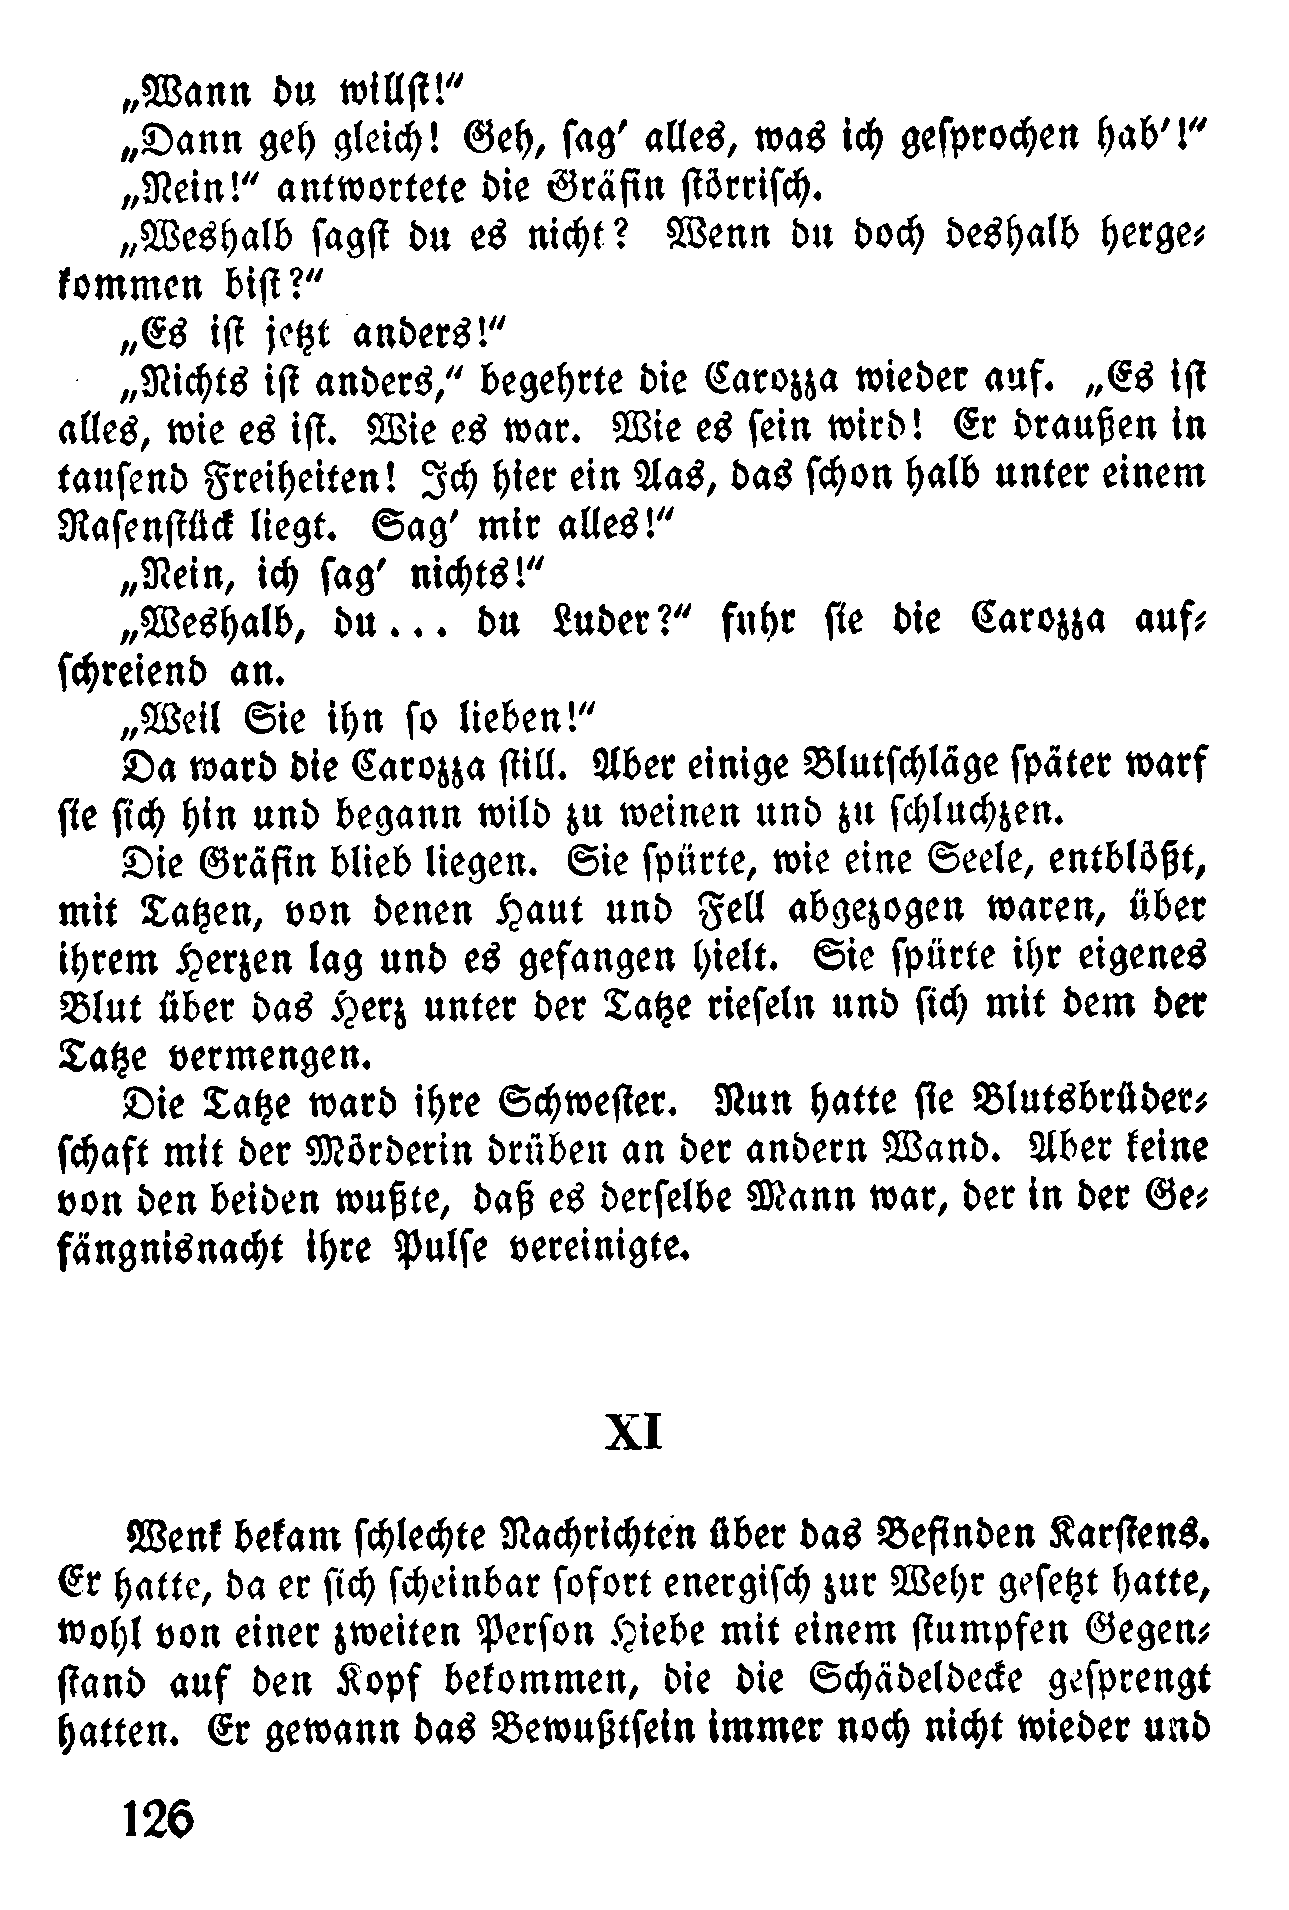 „Wann du willst!“
„Dann geh gleich! Geh, sag’ alles, was ich gesprochen hab’!“
„Nein!“ antwortete die Gräfin störrisch.
„Weshalb sagst du es nicht? Wenn du doch deshalb herge-
kommen bist?“
„Es ist jetzt anders!“
„Nichts ist anders,“ begehrte die Carozza wieder auf. „Es ist
alles, wie es ist. Wie es war. Wie es sein wird! Er draußen in
tausend Freiheiten! Ich hier ein Aas, das schon halb unter einem
Rasenstück liegt. Sag’ mir alles!“
„Nein, ich sag’ nichts!“
„Weshalb, du... du Luder?“ fuhr sie die Carozza auf-
schreiend an.
„Weil Sie ihn so lieben!“
Da ward die Carozza still. Aber einige Blutschläge später warf
sie sich hin und begann wild zu weinen und zu schluchzen.
Die Gräfin blieb liegen. Sie spürte, wie eine Seele, entblößt,
mit Tatzen, von denen Haut und Fell abgezogen waren, über
ihrem Herzen lag und es gefangen hielt. Sie spürte ihr eigenes
Blut über das Herz unter der Tatze rieseln und sich mit dem der
Tatze vermengen.
Die Tatze ward ihre Schwester. Nun hatte sie Blutsbrüder-
schaft mit der Mörderin drüben an der andern Wand. Aber keine
von den beiden wußte, daß es derselbe Mann war, der in der Ge-
fängnisnacht ihre Pulse vereinigte.
XI
Wenk bekam schlechte Nachrichten über das Befinden Karstens.
Er hatte, da er sich scheinbar sofort energisch zur Wehr gesetzt hatte,
wohl von einer zweiten Person Hiebe mit einem stumpfen Gegen-
stand auf den Kopf bekommen, die die Schädeldecke gesprengt
hatten. Er gewann das Bewußtsein immer noch nicht wieder und
126